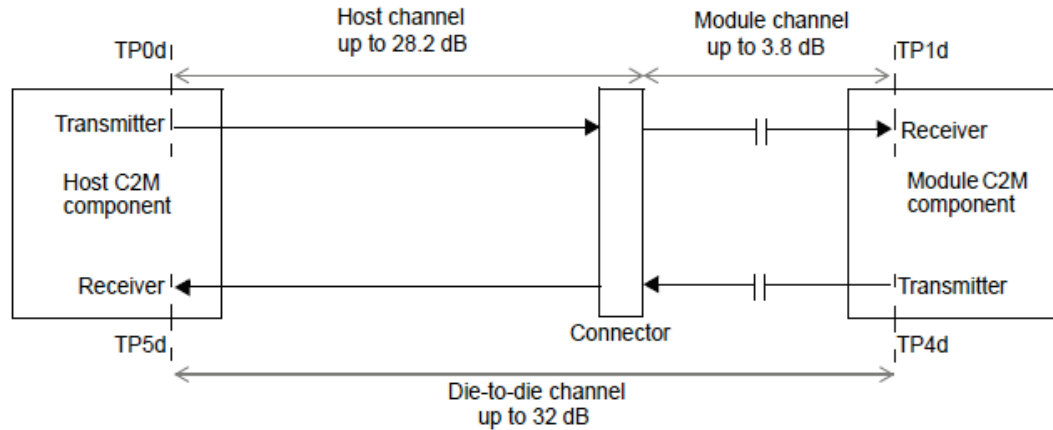 Host channel
up to 28.2 dB
Module channel
up to 3.8 dB
TP0d
TP1d
Transmitter
Receiver
Host C2M
component
Module C2M
component
Receiver
Transmitter
Connector
TP5d
TP4d
Die-to-die channel
up to 32 dB